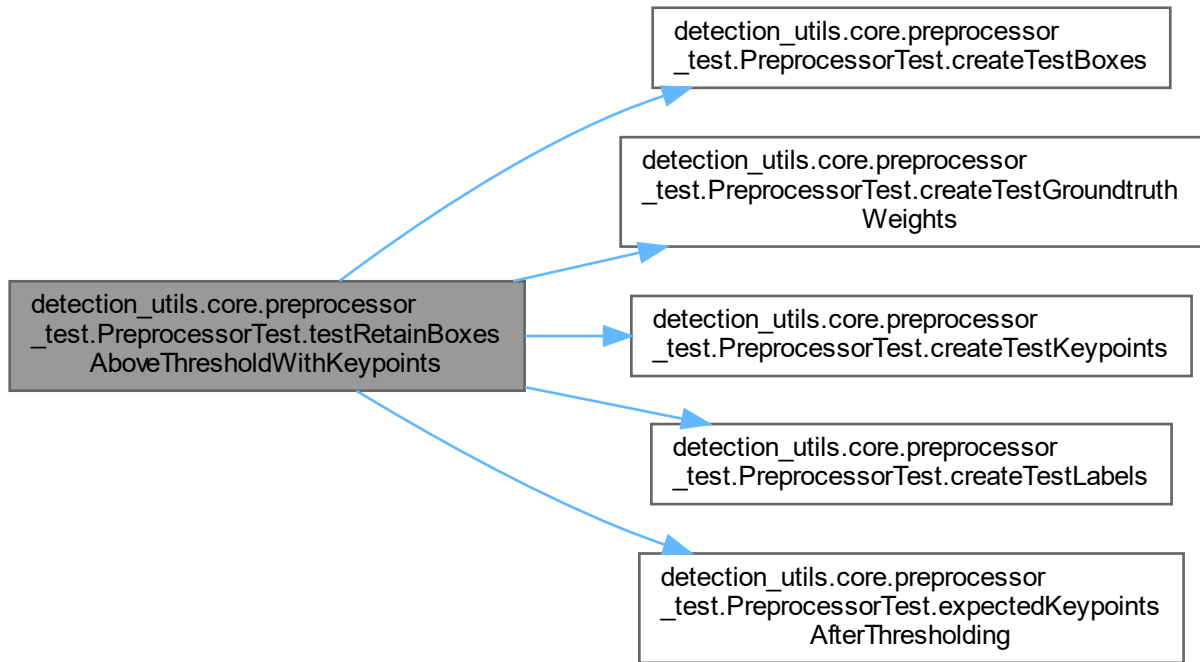 detection_utils.core.preprocessor
_test.PreprocessorTest.createTestBoxes
detection_utils.core.preprocessor
_test.PreprocessorTest.createTestGroundtruth
Weights
detection_utils.core.preprocessor
_test.PreprocessorTest.testRetainBoxes
AboveThresholdWithKeypoints
detection_utils.core.preprocessor
_test.PreprocessorTest.createTestKeypoints
detection_utils.core.preprocessor
_test.PreprocessorTest.createTestLabels
detection_utils.core.preprocessor
_test.PreprocessorTest.expectedKeypoints
AfterThresholding